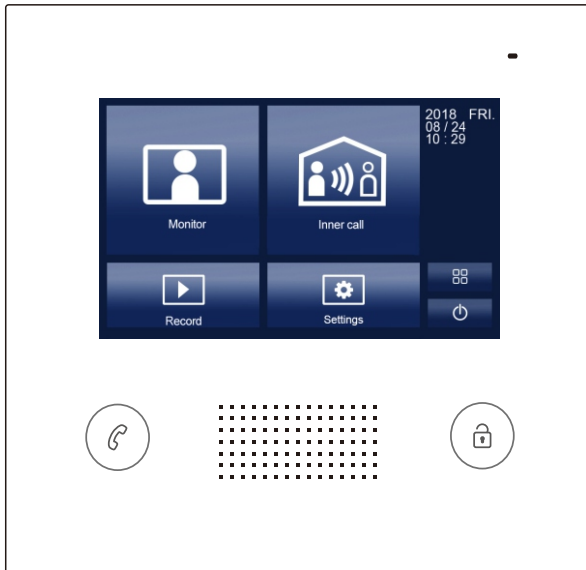 2018 FRI.
08 / 24
10 : 29
Monitor
Inner call
Record
Settings